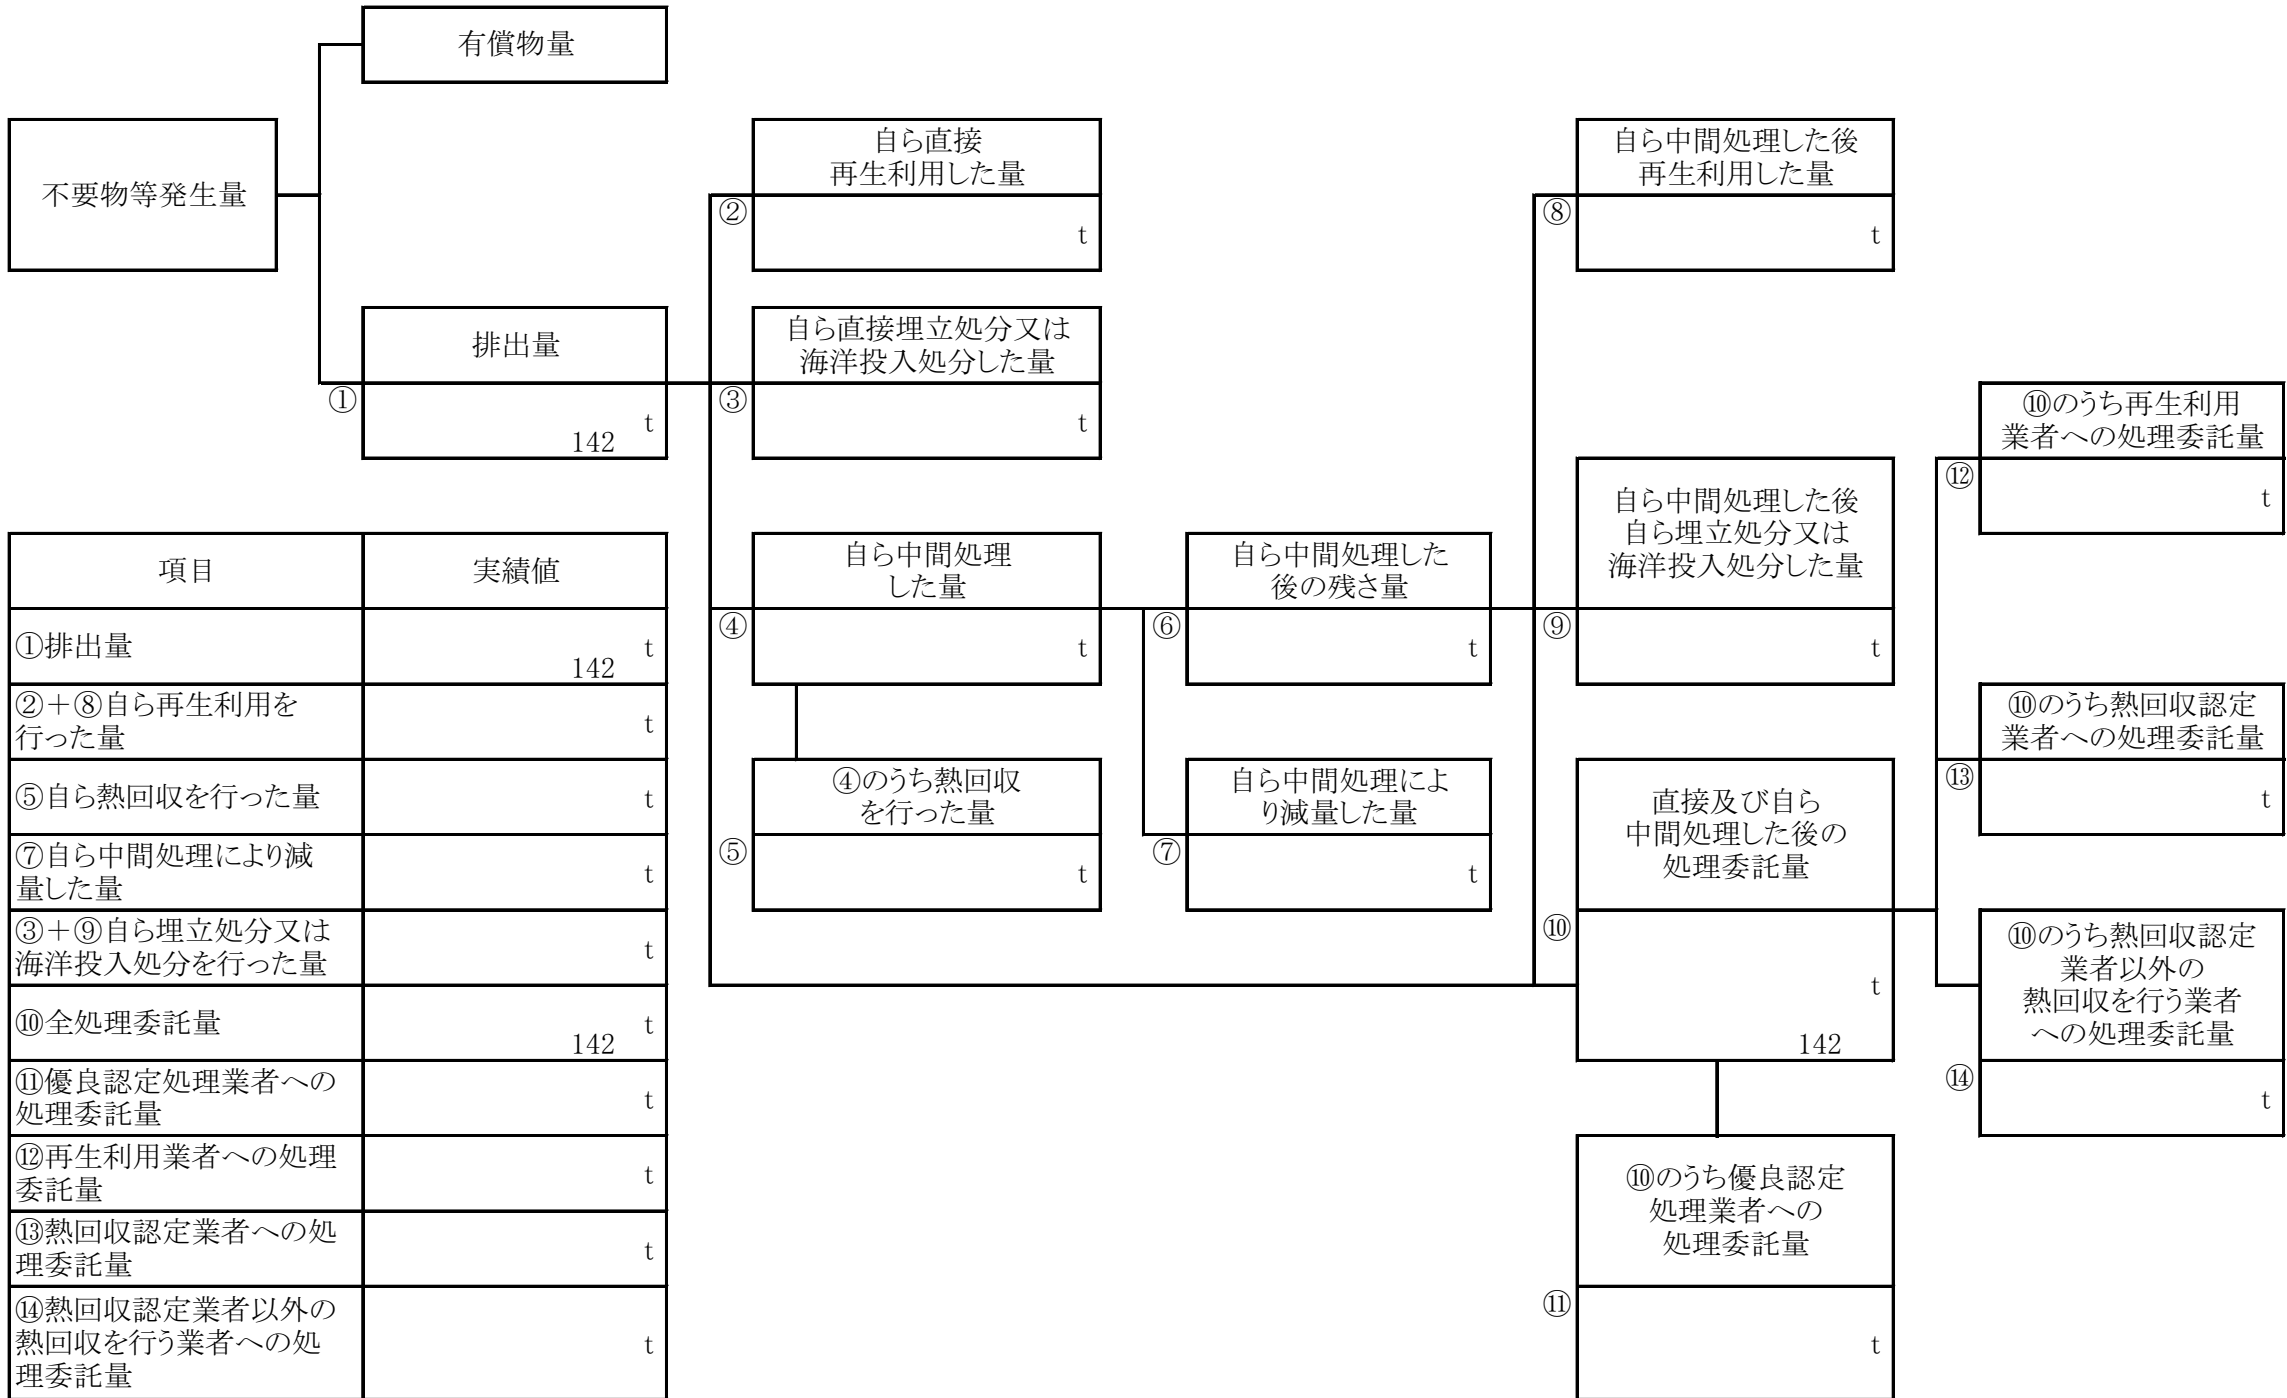 有償物量
不要物等発生量
排出量
①
t
142
自ら直接
再生利用した量
②
t
自ら直接埋立処分又は
海洋投入処分した量
③
t
自ら中間処理
した量
④
t
④のうち熱回収
を行った量
⑤
t
自ら中間処理した
後の残さ量
⑥
t
自ら中間処理によ
り減量した量
⑦
t
自ら中間処理した後
再生利用した量
⑧
t
自ら中間処理した後
自ら埋立処分又は
海洋投入処分した量
⑨
t
直接及び自ら
中間処理した後の
処理委託量
⑩
t
142
⑩のうち優良認定
処理業者への
処理委託量
⑪
t
⑩のうち再生利用
業者への処理委託量
⑫
t
⑩のうち熱回収認定
業者への処理委託量
⑬
t
⑩のうち熱回収認定
業者以外の
熱回収を行う業者
への処理委託量
⑭
t
項目 実績値
①排出量 t
142
②＋⑧自ら再生利用を
行った量 t
⑤自ら熱回収を行った量 t
⑦自ら中間処理により減
量した量 t
③＋⑨自ら埋立処分又は
海洋投入処分を行った量 t
⑩全処理委託量 t
142
⑪優良認定処理業者への
処理委託量 t
⑫再生利用業者への処理
委託量 t
⑬熱回収認定業者への処
理委託量 t
⑭熱回収認定業者以外の
熱回収を行う業者への処 t
理委託量